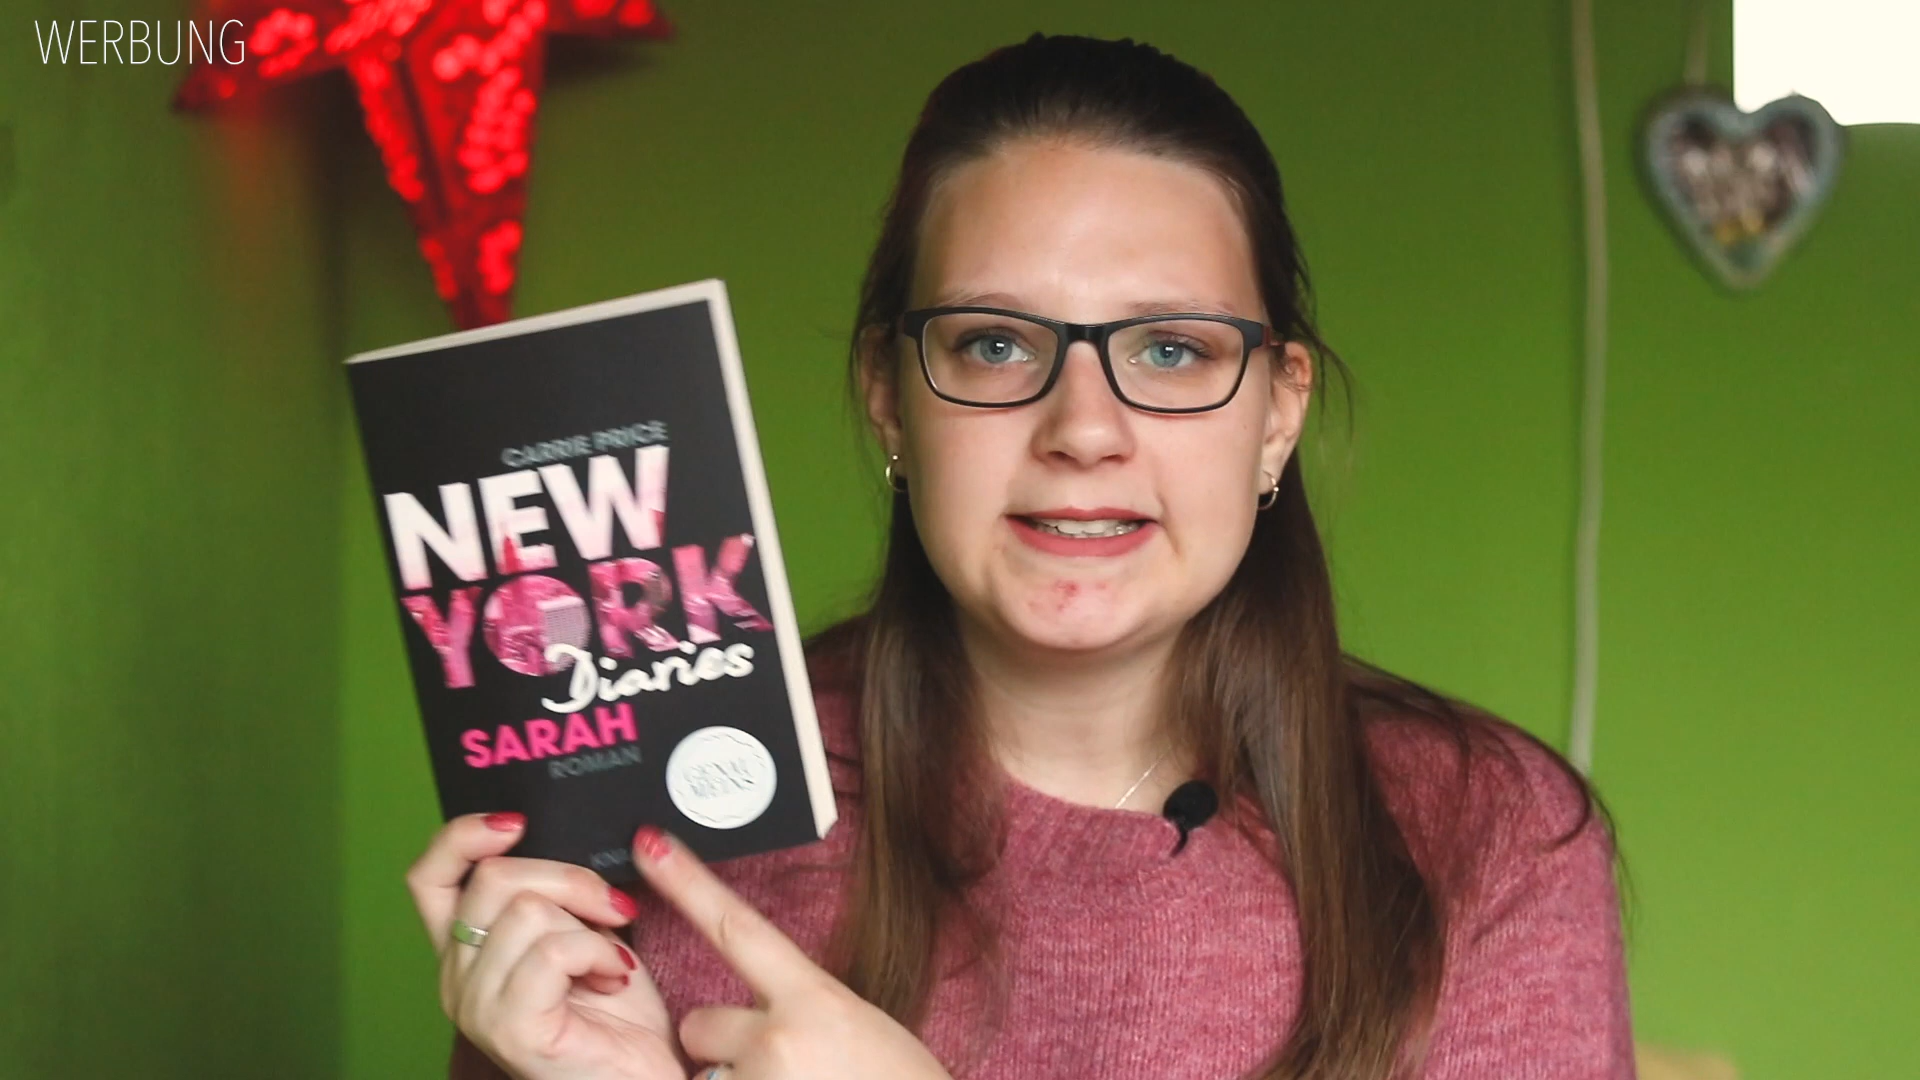 WERBUNG
CARRIE PRICE
NEW
YORK
Diaries
SARAH
ROMAN